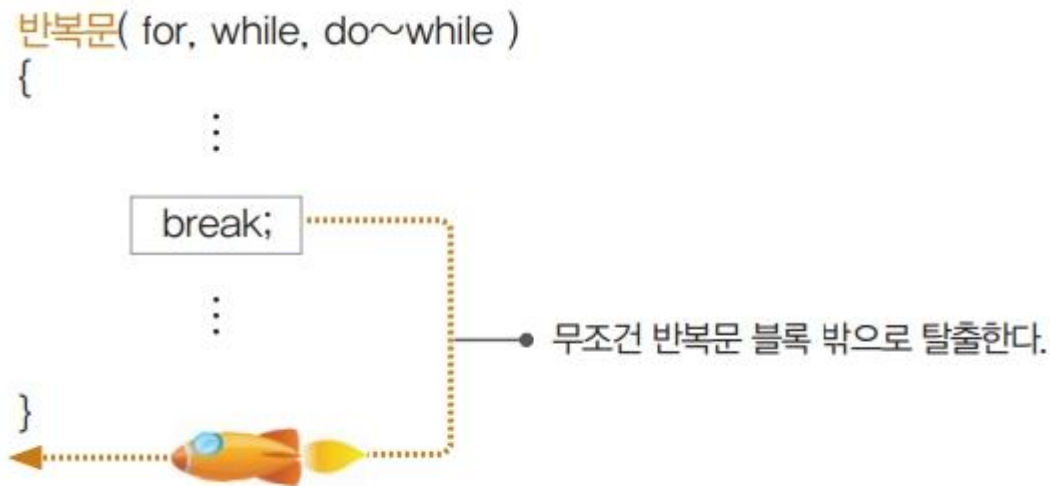 반복문( for, while, do～while )
{
⋮
break;
⋮
무조건 반복문 블록 밖으로 탈출한다.
}